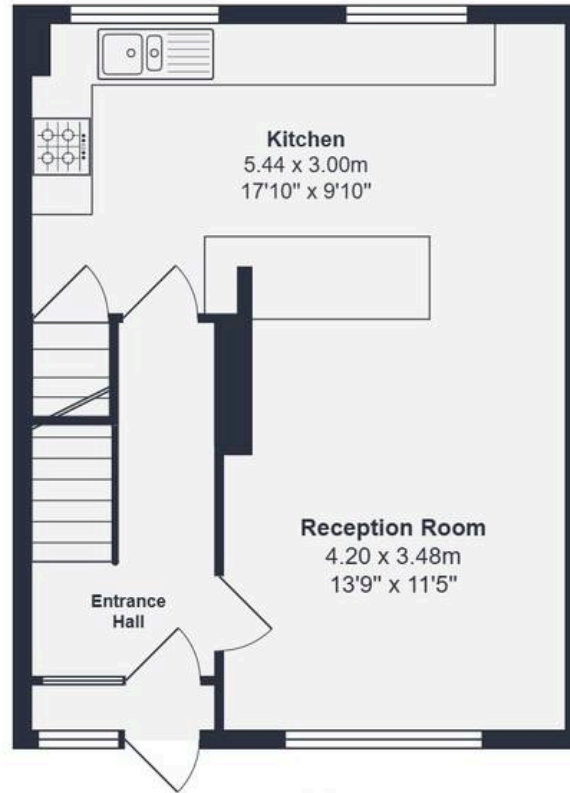 Kitchen
5.44 x 3.00m
17'10" x 9'10"
Reception Room
4.20 x 3.48m
13'9" x 11'5"
Entrance
Hall